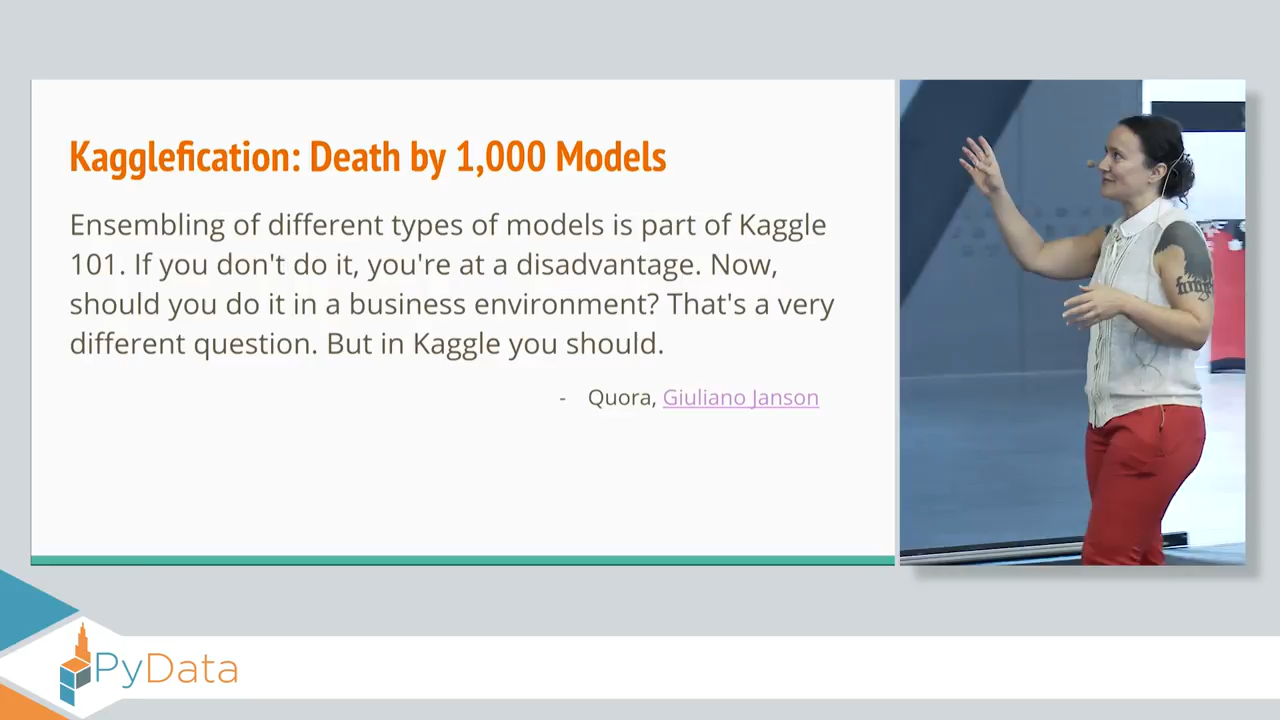 Kagglefication: Death by 1,000 Models
Ensembling of different types of models is part of Kaggle
101. If you don't do it, you're at a disadvantage. Now,
should you do it in a business environment? That's a very
different question. But in Kaggle you should.
- Quora, Giuliano Janson
PyData